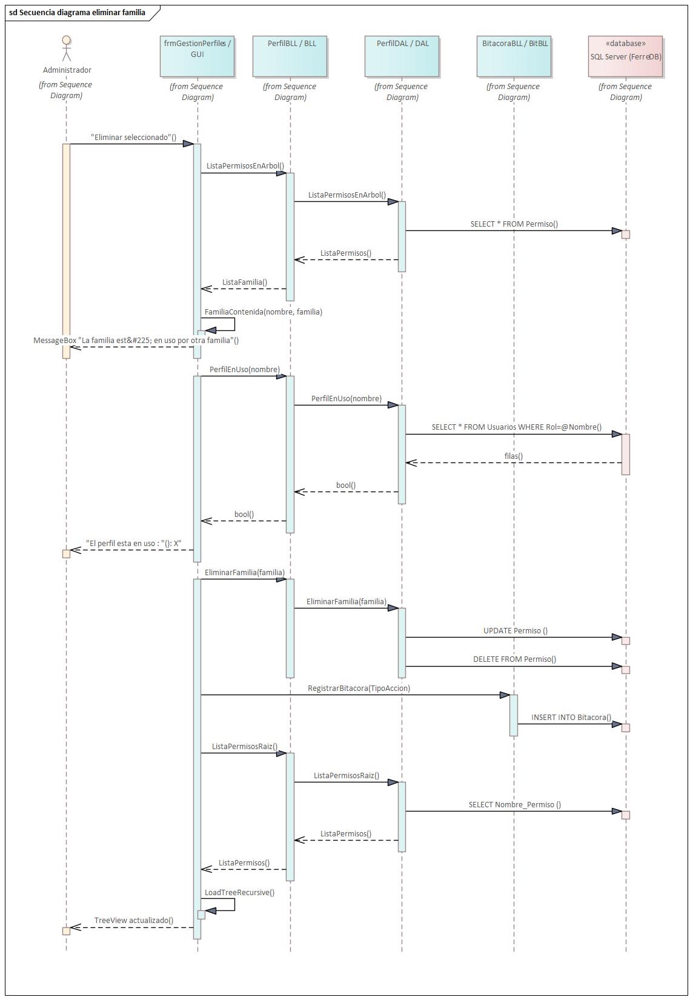 sd Secuencia diagrama eliminar familia
Administrador
(from Sequence
Diagram)
frmGestionPerfiles /
GUI
(from Sequence
Diagram)
PerfilBLL / BLL
(from Sequence
Diagram)
PerfilDAL / DAL
(from Sequence
Diagram)
BitacoraBLL / BitBLL
(from Sequence
Diagram)
«database»
SQL Server (FerreDB)
(from Sequence
Diagram)
"Eliminar seleccionado"()
ListaPermisosEnArbol()
ListaPermisosEnArbol()
SELECT * FROM Permiso()
ListaPermisos()
ListaFamilia()
FamiliaContenida(nombre, familia)
MessageBox "La familia est&#225; en uso por otra familia"()
PerfilEnUso(nombre)
PerfilEnUso(nombre)
SELECT * FROM Usuarios WHERE Rol=@Nombre()
filas()
bool()
bool()
"El perfil esta en uso : "(): X"
EliminarFamilia(familia)
EliminarFamilia(familia)
UPDATE Permiso ()
DELETE FROM Permiso()
RegistrarBitacora(TipoAccion)
INSERT INTO Bitacora()
ListaPermisosRaiz()
ListaPermisosRaiz()
SELECT Nombre_Permiso ()
ListaPermisos()
ListaPermisos()
LoadTreeRecursive()
TreeView actualizado()